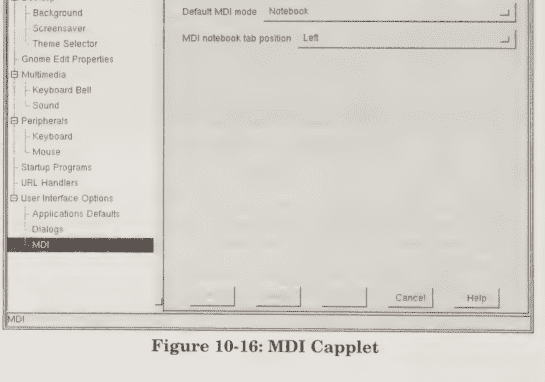 Background
Screensaver
Theme Selector
Gnome Edit Properties
Multimedia
Keyboard Bell
Sound
Peripherals
Keyboard
Mouse
Startup Programs
URL Handlers
User Interface Options
Applications Defaults
Dialogs
MDI
Default MDI mode Notebook
MDI notebook tab position Left
Cancel Help
MDI
Figure 10-16: MDI Capplet